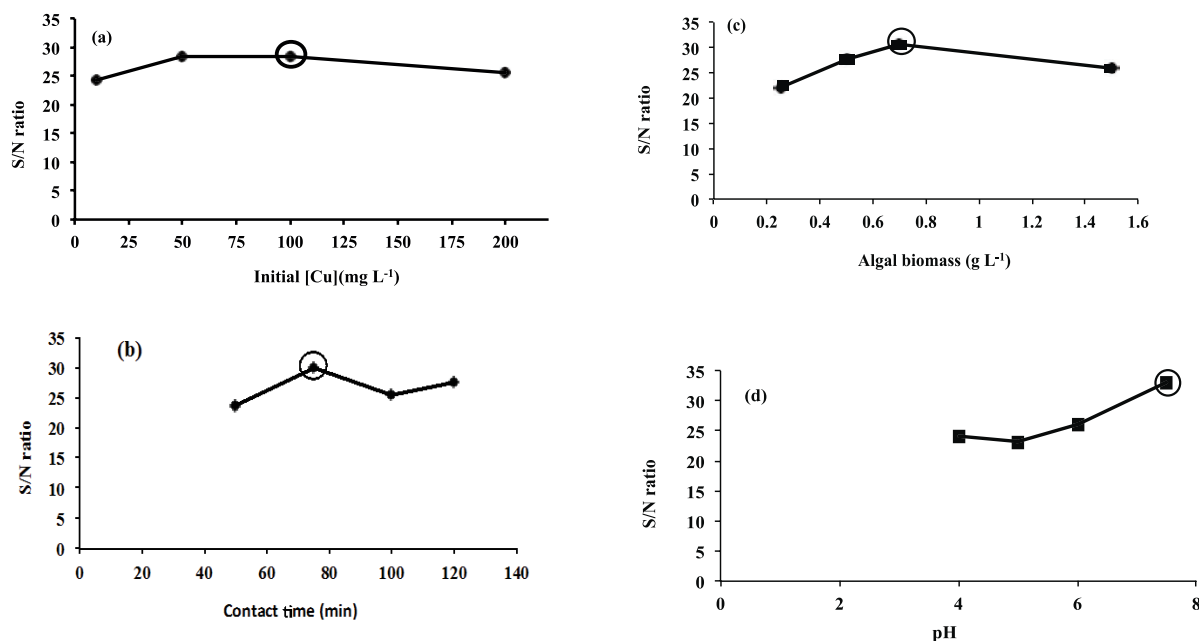 (a)
35
30
25
20
15
10
5
0
S/N ratio
0 25 50 75 100 125 150 175 200
Initial [Cu](mg L⁻¹)
(c)
35
30
25
20
15
10
5
0
S/N ratio
0 0.2 0.4 0.6 0.8 1 1.2 1.4 1.6
Algal biomass (g L⁻¹)
(b)
35
30
25
20
15
10
5
0
S/N ratio
0 20 40 60 80 100 120 140
Contact time (min)
(d)
35
30
25
20
15
10
5
0
S/N ratio
0 2 4 6 8
pH